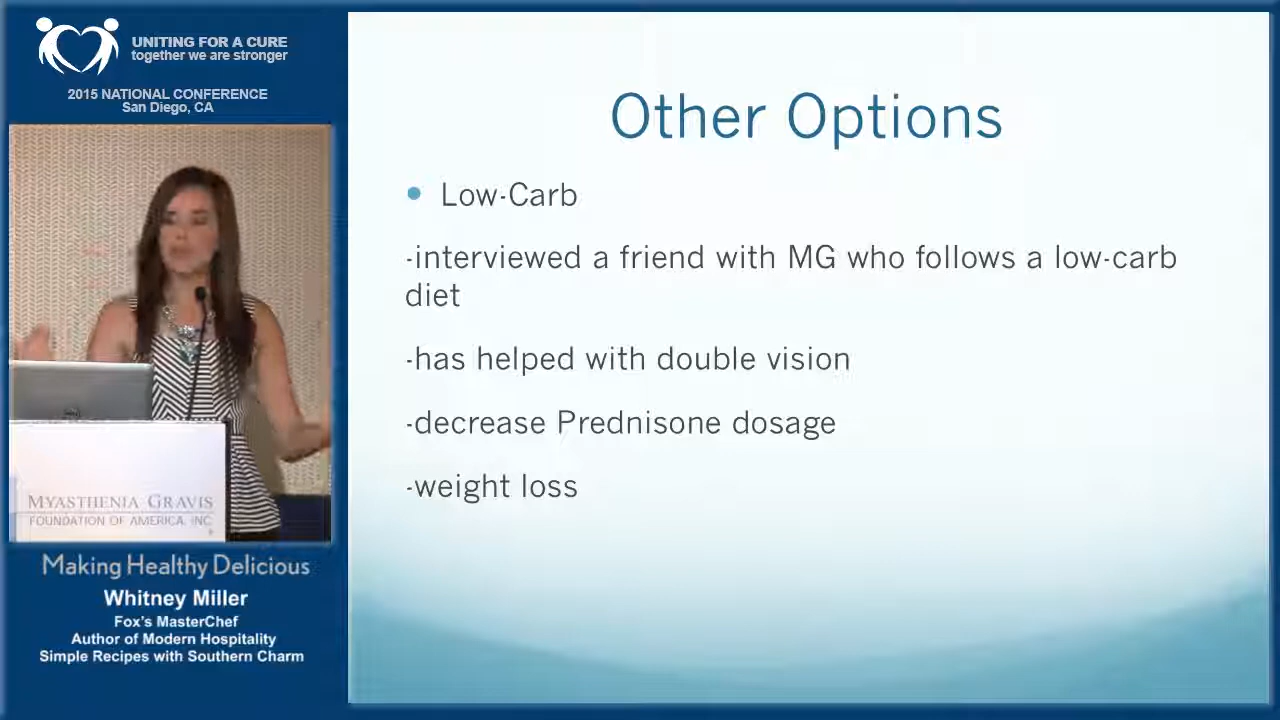 UNITING FOR A CURE
together we are stronger
2015 NATIONAL CONFERENCE
San Diego, CA
MYASTHENIA GRAVIS
FOUNDATION OF AMERICA, INC
Making Healthy Delicious
Whitney Miller
Fox's MasterChef
Author of Modern Hospitality
Simple Recipes with Southern Charm
Other Options
• Low-Carb
-interviewed a friend with MG who follows a low-carb
diet
-has helped with double vision
-decrease Prednisone dosage
-weight loss